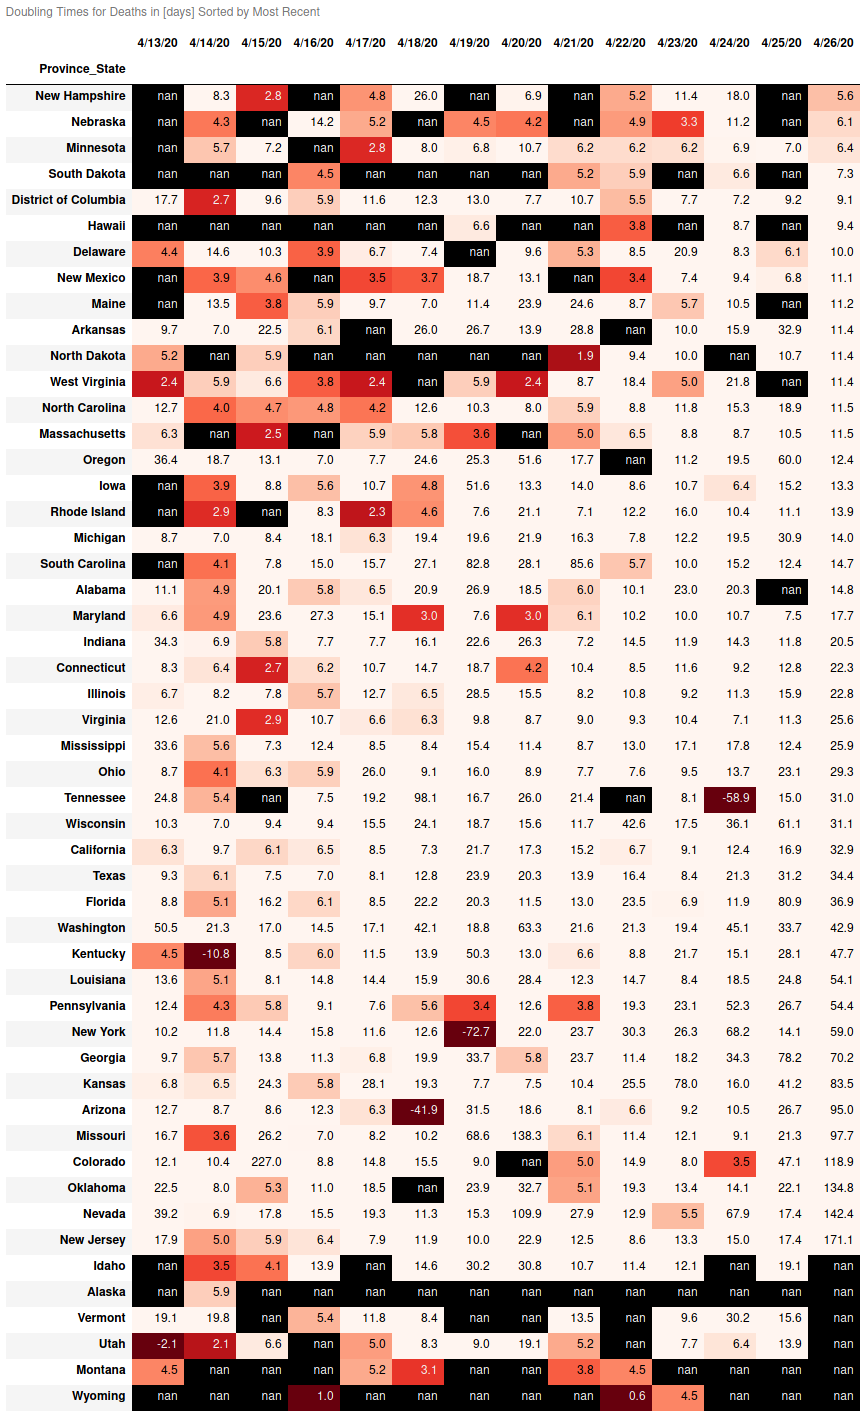 Doubling Times for Deaths in [days] Sorted by Most Recent
4/13/20 4/14/20 4/15/20 4/16/20 4/17/20 4/18/20 4/19/20 4/20/20 4/21/20 4/22/20 4/23/20 4/24/20 4/25/20 4/26/20
Province_State
New Hampshire nan 8.3 2.8 nan 4.8 26.0 nan 6.9 nan 5.2 11.4 18.0 nan 5.6
Nebraska nan 4.3 nan 14.2 5.2 nan 4.5 4.2 nan 4.9 3.3 11.2 nan 6.1
Minnesota nan 5.7 7.2 nan 2.8 8.0 6.8 10.7 6.2 6.2 6.2 6.9 7.0 6.4
South Dakota nan nan nan 4.5 nan nan nan nan 5.2 5.9 nan 6.6 nan 7.3
District of Columbia 17.7 2.7 9.6 5.9 11.6 12.3 13.0 7.7 10.7 5.5 7.7 7.2 9.2 9.1
Hawaii nan nan nan nan nan nan 6.6 nan nan 3.8 nan 8.7 nan 9.4
Delaware 4.4 14.6 10.3 3.9 6.7 7.4 nan 9.6 5.3 8.5 20.9 8.3 6.1 10.0
New Mexico nan 3.9 4.6 nan 3.5 3.7 18.7 13.1 nan 3.4 7.4 9.4 6.8 11.1
Maine nan 13.5 3.8 5.9 9.7 7.0 11.4 23.9 24.6 8.7 5.7 10.5 nan 11.2
Arkansas 9.7 7.0 22.5 6.1 nan 26.0 26.7 13.9 28.8 nan 10.0 15.9 32.9 11.4
North Dakota 5.2 nan 5.9 nan nan nan nan nan 1.9 9.4 10.0 nan 10.7 11.4
West Virginia 2.4 5.9 6.6 3.8 2.4 nan 5.9 2.4 8.7 18.4 5.0 21.8 nan 11.4
North Carolina 12.7 4.0 4.7 4.8 4.2 12.6 10.3 8.0 5.9 8.8 11.8 15.3 18.9 11.5
Massachusetts 6.3 nan 2.5 nan 5.9 5.8 3.6 nan 5.0 6.5 8.8 8.7 10.5 11.5
Oregon 36.4 18.7 13.1 7.0 7.7 24.6 25.3 51.6 17.7 nan 11.2 19.5 60.0 12.4
Iowa nan 3.9 8.8 5.6 10.7 4.8 51.6 13.3 14.0 8.6 10.7 6.4 15.2 13.3
Rhode Island nan 2.9 nan 8.3 2.3 4.6 7.6 21.1 7.1 12.2 16.0 10.4 11.1 13.9
Michigan 8.7 7.0 8.4 18.1 6.3 19.4 19.6 21.9 16.3 7.8 12.2 19.5 30.9 14.0
South Carolina nan 4.1 7.8 15.0 15.7 27.1 82.8 28.1 85.6 5.7 10.0 15.2 12.4 14.7
Alabama 11.1 4.9 20.1 5.8 6.5 20.9 26.9 18.5 6.0 10.1 23.0 20.3 nan 14.8
Maryland 6.6 4.9 23.6 27.3 15.1 3.0 7.6 3.0 6.1 10.2 10.0 10.7 7.5 17.7
Indiana 34.3 6.9 5.8 7.7 7.7 16.1 22.6 26.3 7.2 14.5 11.9 14.3 11.8 20.5
Connecticut 8.3 6.4 2.7 6.2 10.7 14.7 18.7 4.2 10.4 8.5 11.6 9.2 12.8 22.3
Illinois 6.7 8.2 7.8 5.7 12.7 6.5 28.5 15.5 8.2 10.8 9.2 11.3 15.9 22.8
Virginia 12.6 21.0 2.9 10.7 6.6 6.3 9.8 8.7 9.0 9.3 10.4 7.1 11.3 25.6
Mississippi 33.6 5.6 7.3 12.4 8.5 8.4 15.4 11.4 8.7 13.0 17.1 17.8 12.4 25.9
Ohio 8.7 4.1 6.3 5.9 26.0 9.1 16.0 8.9 7.7 7.6 9.5 13.7 23.1 29.3
Tennessee 24.8 5.4 nan 7.5 19.2 98.1 16.7 26.0 21.4 nan 8.1 -58.9 15.0 31.0
Wisconsin 10.3 7.0 9.4 9.4 15.5 24.1 18.7 15.6 11.7 42.6 17.5 36.1 61.1 31.1
California 6.3 9.7 6.1 6.5 8.5 7.3 21.7 17.3 15.2 6.7 9.1 12.4 16.9 32.9
Texas 9.3 6.1 7.5 7.0 8.1 12.8 23.9 20.3 13.9 16.4 8.4 21.3 31.2 34.4
Florida 8.8 5.1 16.2 6.1 8.5 22.2 20.3 11.5 13.0 23.5 6.9 11.9 80.9 36.9
Washington 50.5 21.3 17.0 14.5 17.1 42.1 18.8 63.3 21.6 21.3 19.4 45.1 33.7 42.9
Kentucky 4.5 -10.8 8.5 6.0 11.5 13.9 50.3 13.0 6.6 8.8 21.7 15.1 28.1 47.7
Louisiana 13.6 5.1 8.1 14.8 14.4 15.9 30.6 28.4 12.3 14.7 8.4 18.5 24.8 54.1
Pennsylvania 12.4 4.3 5.8 9.1 7.6 5.6 3.4 12.6 3.8 19.3 23.1 52.3 26.7 54.4
New York 10.2 11.8 14.4 15.8 11.6 12.6 -72.7 22.0 23.7 30.3 26.3 68.2 14.1 59.0
Georgia 9.7 5.7 13.8 11.3 6.8 19.9 33.7 5.8 23.7 11.4 18.2 34.3 78.2 70.2
Kansas 6.8 6.5 24.3 5.8 28.1 19.3 7.7 7.5 10.4 25.5 78.0 16.0 41.2 83.5
Arizona 12.7 8.7 8.6 12.3 6.3 -41.9 31.5 18.6 8.1 6.6 9.2 10.5 26.7 95.0
Missouri 16.7 3.6 26.2 7.0 8.2 10.2 68.6 138.3 6.1 11.4 12.1 9.1 21.3 97.7
Colorado 12.1 10.4 227.0 8.8 14.8 15.5 9.0 nan 5.0 14.9 8.0 3.5 47.1 118.9
Oklahoma 22.5 8.0 5.3 11.0 18.5 nan 23.9 32.7 5.1 19.3 13.4 14.1 22.1 134.8
Nevada 39.2 6.9 17.8 15.5 19.3 11.3 15.3 109.9 27.9 12.9 5.5 67.9 17.4 142.4
New Jersey 17.9 5.0 5.9 6.4 7.9 11.9 10.0 22.9 12.5 8.6 13.3 15.0 17.4 171.1
Idaho nan 3.5 4.1 13.9 nan 14.6 30.2 30.8 10.7 11.4 12.1 nan 19.1 nan
Alaska nan 5.9 nan nan nan nan nan nan nan nan nan nan nan nan
Vermont 19.1 19.8 nan 5.4 11.8 8.4 nan nan 13.5 nan 9.6 30.2 15.6 nan
Utah -2.1 2.1 6.6 nan 5.0 8.3 9.0 19.1 5.2 nan 7.7 6.4 13.9 nan
Montana 4.5 nan nan nan 5.2 3.1 nan nan 3.8 4.5 nan nan nan nan
Wyoming nan nan nan 1.0 nan nan nan nan nan 0.6 4.5 nan nan nan